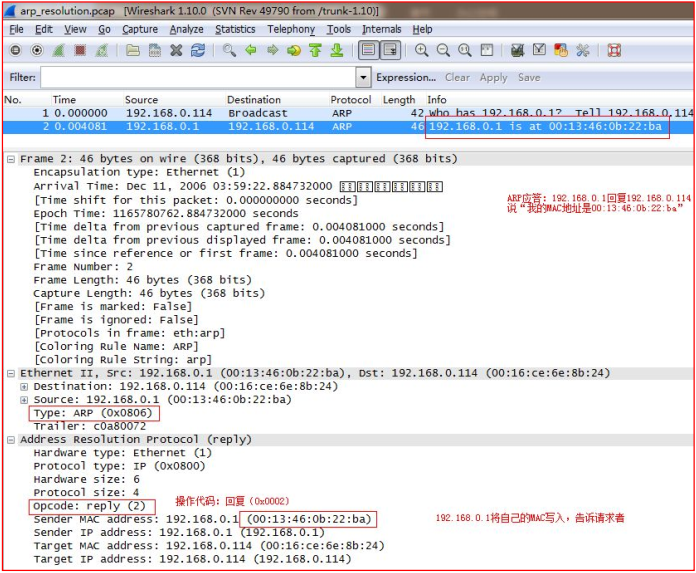 arp_resolution.pcap [Wireshark 1.10.0 (SVN Rev 49790 from /trunk-1.10)]
File Edit View Go Capture Analyze Statistics Telephony Tools Internals Help
Filter: Expression... Clear Apply Save
No. Time Source Destination Protocol Length Info
1 0.000000 192.168.0.114 Broadcast ARP 42 Who has 192.168.0.1? Tell 192.168.0.114
2 0.004081 192.168.0.1 192.168.0.114 ARP 46 192.168.0.1 is at 00:13:46:0b:22:ba
Frame 2: 46 bytes on wire (368 bits), 46 bytes captured (368 bits)
Encapsulation type: Ethernet (1)
Arrival Time: Dec 11, 2006 03:59:22.884732000
ARP应答：192.168.0.1回复192.168.0.114
说“我的MAC地址是00:13:46:0b:22:ba”
[Time shift for this packet: 0.000000000 seconds]
Epoch Time: 1165780762.884732000 seconds
[Time delta from previous captured frame: 0.004081000 seconds]
[Time delta from previous displayed frame: 0.004081000 seconds]
[Time since reference or first frame: 0.004081000 seconds]
Frame Number: 2
Frame Length: 46 bytes (368 bits)
Capture Length: 46 bytes (368 bits)
[Frame is marked: False]
[Frame is ignored: False]
[Protocols in frame: eth:arp]
[Coloring Rule Name: ARP]
[Coloring Rule String: arp]
Ethernet II, Src: 192.168.0.1 (00:13:46:0b:22:ba), Dst: 192.168.0.114 (00:16:ce:6e:8b:24)
Destination: 192.168.0.114 (00:16:ce:6e:8b:24)
Source: 192.168.0.1 (00:13:46:0b:22:ba)
Type: ARP (0x0806)
Trailer: c0a80072
Address Resolution Protocol (reply)
Hardware type: Ethernet (1)
Protocol type: IP (0x0800)
Hardware size: 6
Protocol size: 4
Opcode: reply (2)
操作代码：回复（0x0002）
Sender MAC address: 192.168.0.1 (00:13:46:0b:22:ba)
192.168.0.1将自己的MAC写入，告诉请求者
Sender IP address: 192.168.0.1 (192.168.0.1)
Target MAC address: 192.168.0.114 (00:16:ce:6e:8b:24)
Target IP address: 192.168.0.114 (192.168.0.114)